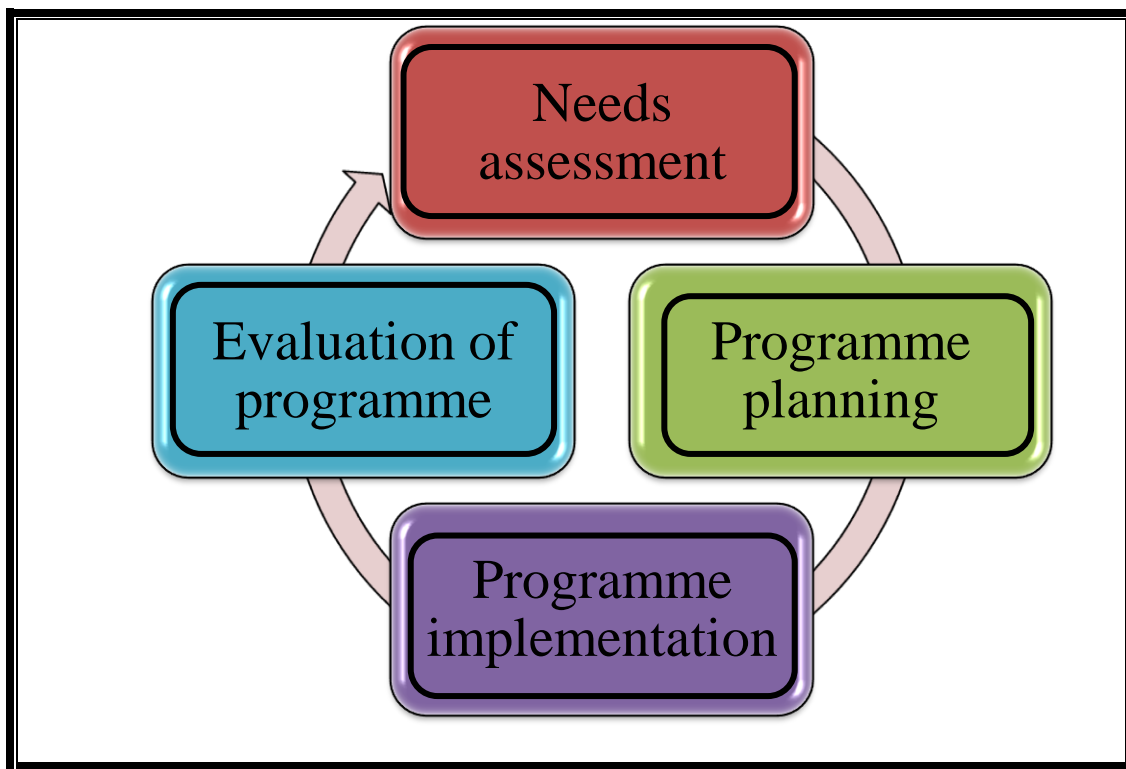 Needs
assessment
Programme
planning
Programme
implementation
Evaluation of
programme